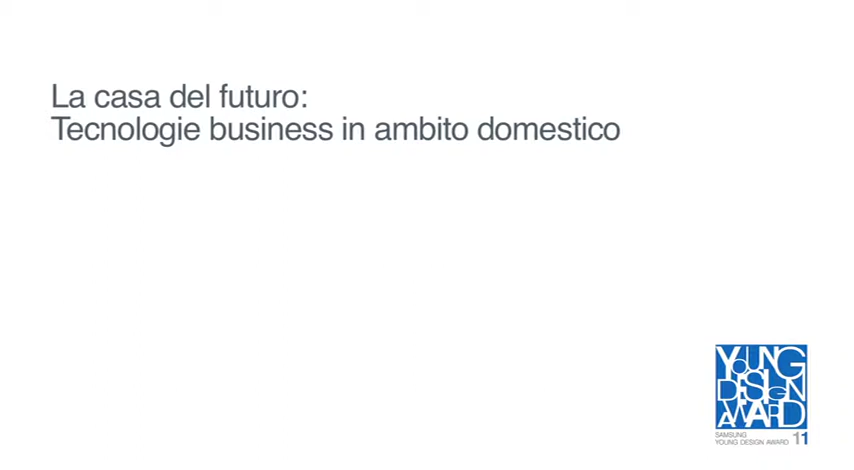 La casa del futuro:
Tecnologie business in ambito domestico
YOUNG
DESIGN
AWARD
SAMSUNG
YOUNG DESIGN AWARD 11